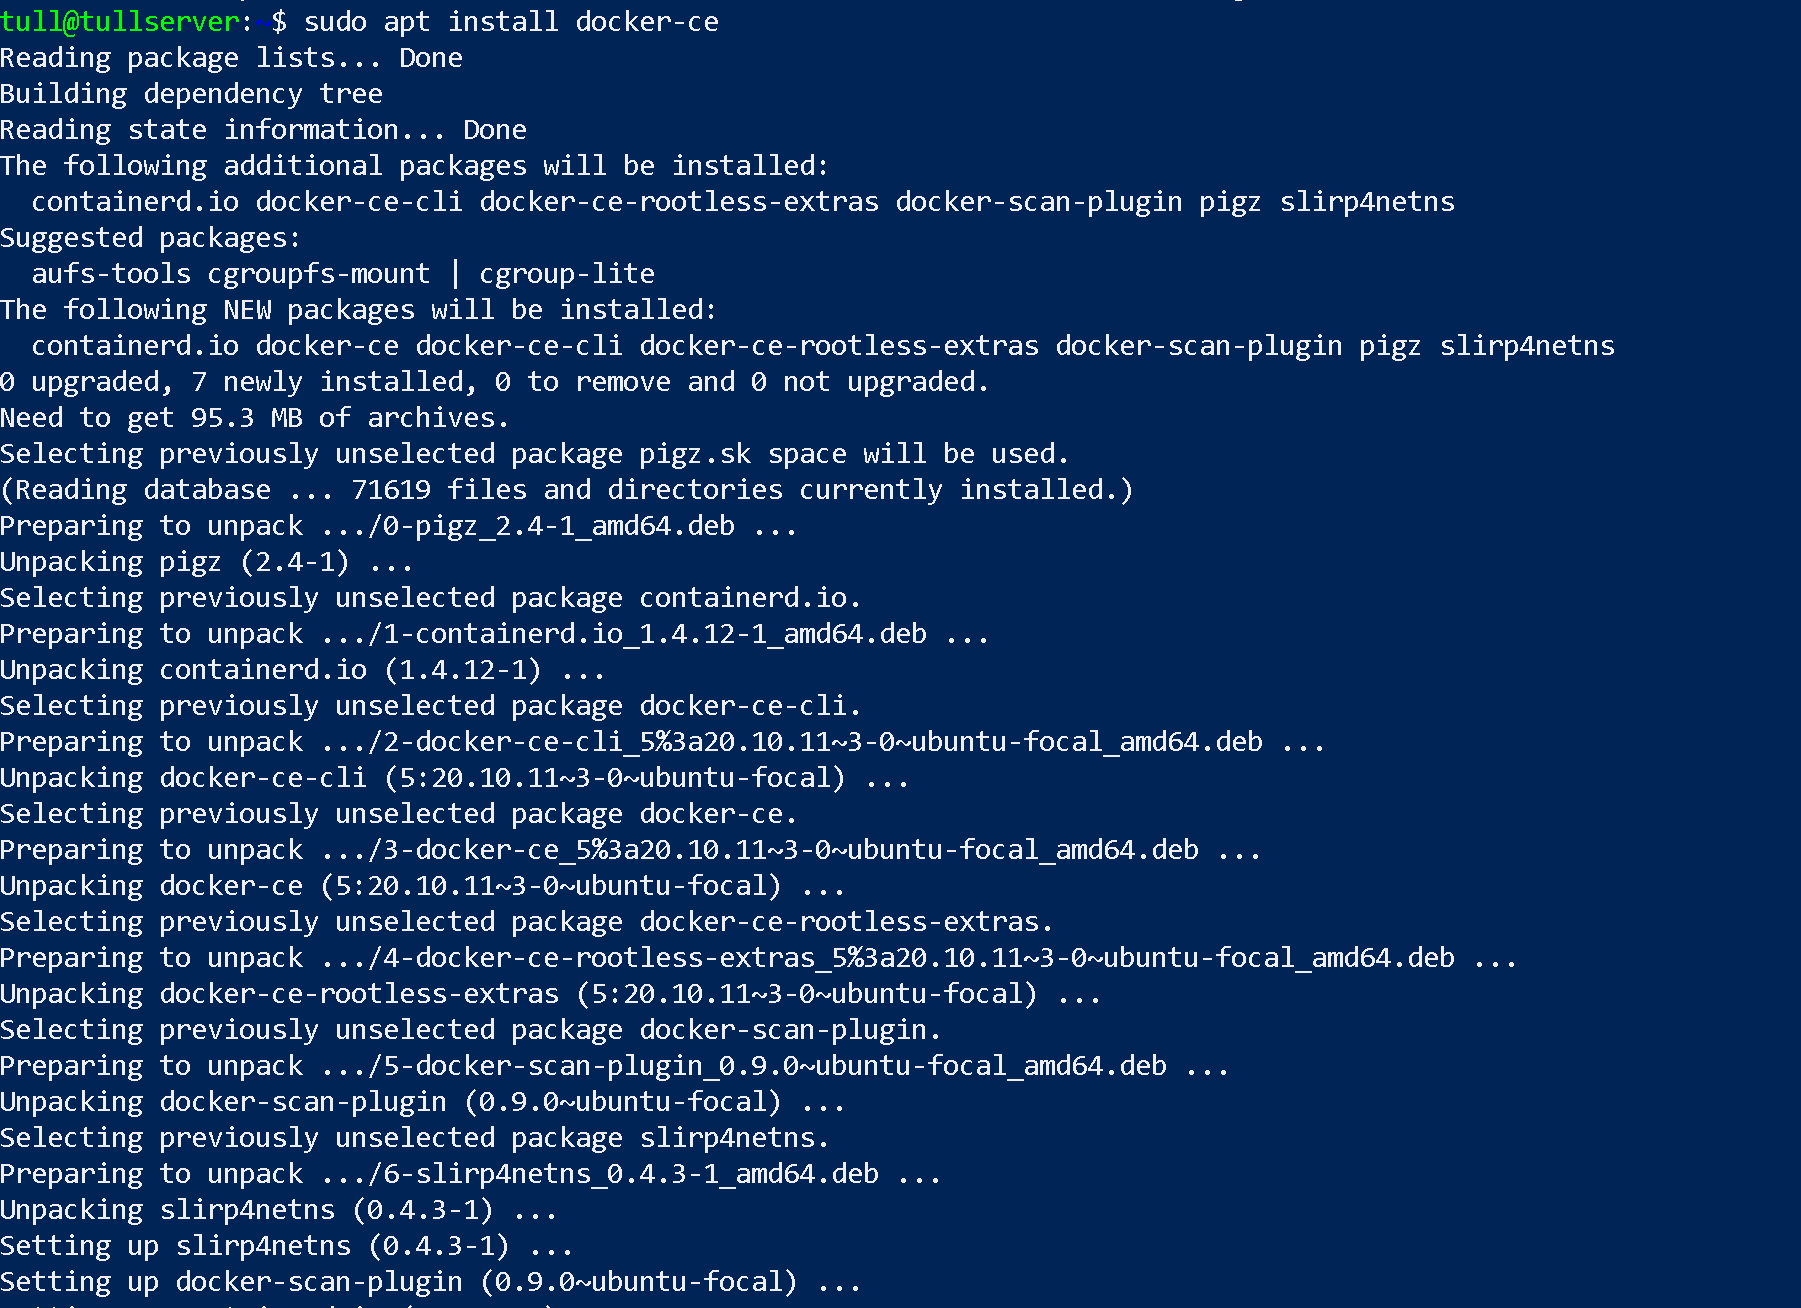 tull@tullserver:~$ sudo apt install docker-ce
Reading package lists... Done
Building dependency tree
Reading state information... Done
The following additional packages will be installed:
  containerd.io docker-ce-cli docker-ce-rootless-extras docker-scan-plugin pigz slirp4netns
Suggested packages:
  aufs-tools cgroupfs-mount | cgroup-lite
The following NEW packages will be installed:
  containerd.io docker-ce docker-ce-cli docker-ce-rootless-extras docker-scan-plugin pigz slirp4netns
0 upgraded, 7 newly installed, 0 to remove and 0 not upgraded.
Need to get 95.3 MB of archives.
Selecting previously unselected package pigz.sk space will be used.
(Reading database ... 71619 files and directories currently installed.)
Preparing to unpack .../0-pigz_2.4-1_amd64.deb ...
Unpacking pigz (2.4-1) ...
Selecting previously unselected package containerd.io.
Preparing to unpack .../1-containerd.io_1.4.12-1_amd64.deb ...
Unpacking containerd.io (1.4.12-1) ...
Selecting previously unselected package docker-ce-cli.
Preparing to unpack .../2-docker-ce-cli_5%3a20.10.11~3-0~ubuntu-focal_amd64.deb ...
Unpacking docker-ce-cli (5:20.10.11~3-0~ubuntu-focal) ...
Selecting previously unselected package docker-ce.
Preparing to unpack .../3-docker-ce_5%3a20.10.11~3-0~ubuntu-focal_amd64.deb ...
Unpacking docker-ce (5:20.10.11~3-0~ubuntu-focal) ...
Selecting previously unselected package docker-ce-rootless-extras.
Preparing to unpack .../4-docker-ce-rootless-extras_5%3a20.10.11~3-0~ubuntu-focal_amd64.deb ...
Unpacking docker-ce-rootless-extras (5:20.10.11~3-0~ubuntu-focal) ...
Selecting previously unselected package docker-scan-plugin.
Preparing to unpack .../5-docker-scan-plugin_0.9.0~ubuntu-focal_amd64.deb ...
Unpacking docker-scan-plugin (0.9.0~ubuntu-focal) ...
Selecting previously unselected package slirp4netns.
Preparing to unpack .../6-slirp4netns_0.4.3-1_amd64.deb ...
Unpacking slirp4netns (0.4.3-1) ...
Setting up slirp4netns (0.4.3-1) ...
Setting up docker-scan-plugin (0.9.0~ubuntu-focal) ...